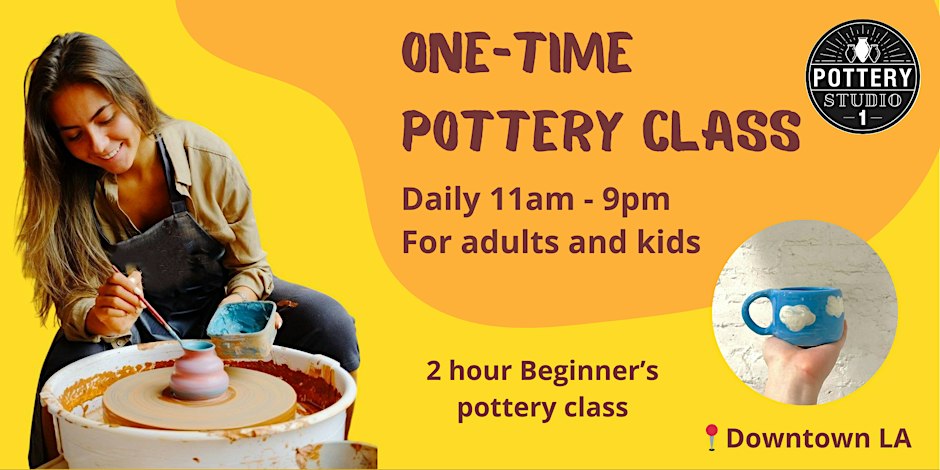 ONE-TIME
POTTERY CLASS
Daily 11am - 9pm
For adults and kids
POTTERY
STUDIO
1
2 hour Beginner’s
pottery class
Downtown LA